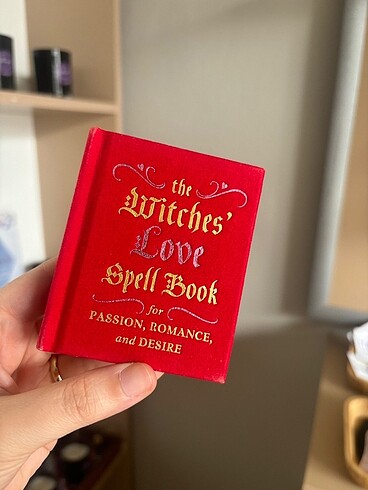 the
Witches'
Love
Spell Book
for
PASSION, ROMANCE,
and DESIRE